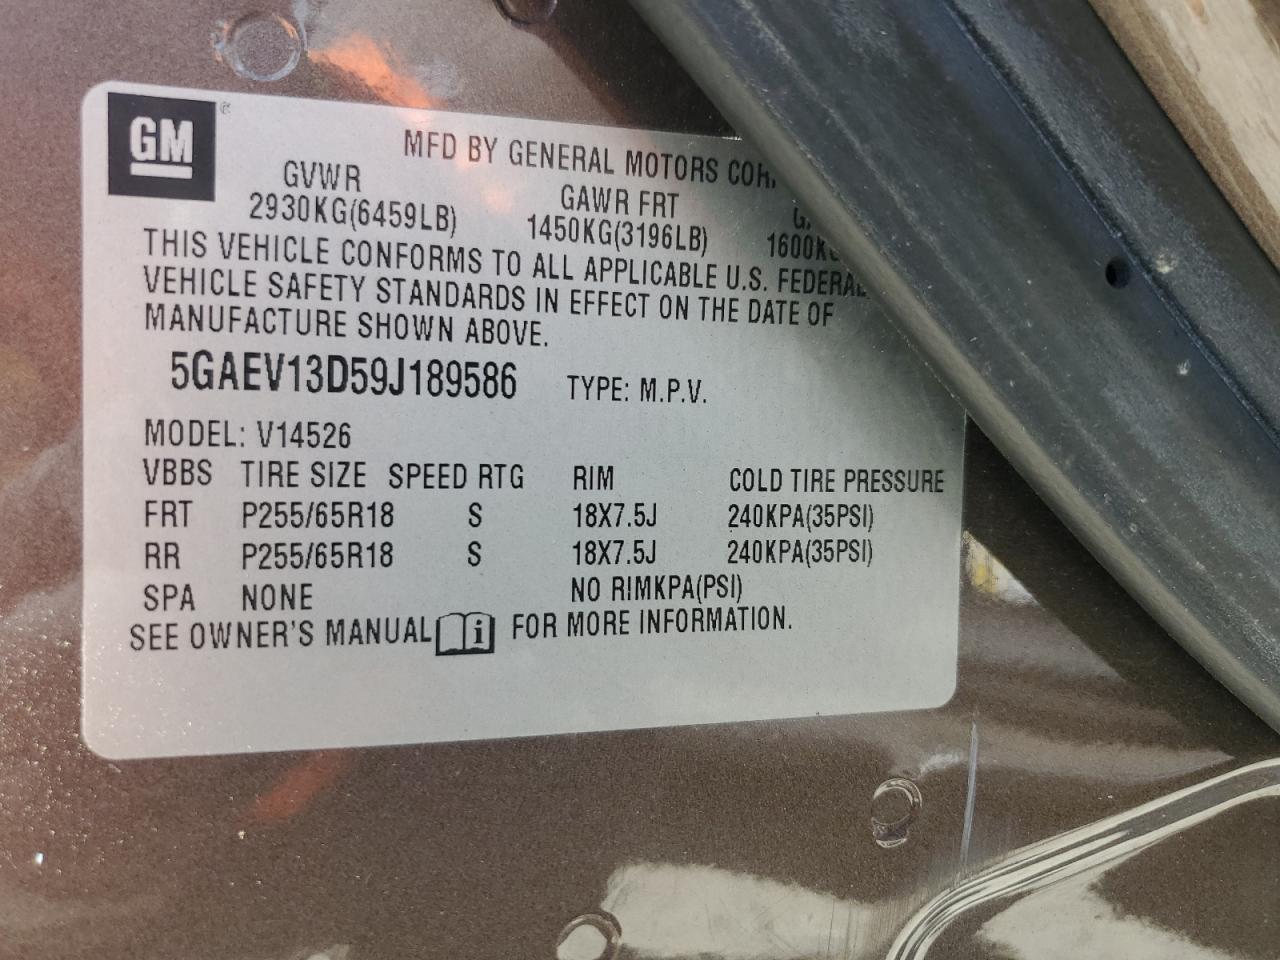 GM ®
MFD BY GENERAL MOTORS
GVWR GAWR FRT
2930KG(6459LB) 1450KG(3196LB)
THIS VEHICLE CONFORMS TO ALL APPLICABLE U.S. FEDERAL
VEHICLE SAFETY STANDARDS IN EFFECT ON THE DATE OF
MANUFACTURE SHOWN ABOVE.
5GAEV13D59J189586 TYPE: M.P.V.
MODEL: V14526
VBBS TIRE SIZE SPEED RTG RIM COLD TIRE PRESSURE
FRT P255/65R18 S 18X7.5J 240KPA(35PSI)
RR P255/65R18 S 18X7.5J 240KPA(35PSI)
SPA NONE NO RIMKPA(PSI)
SEE OWNER'S MANUAL i FOR MORE INFORMATION.